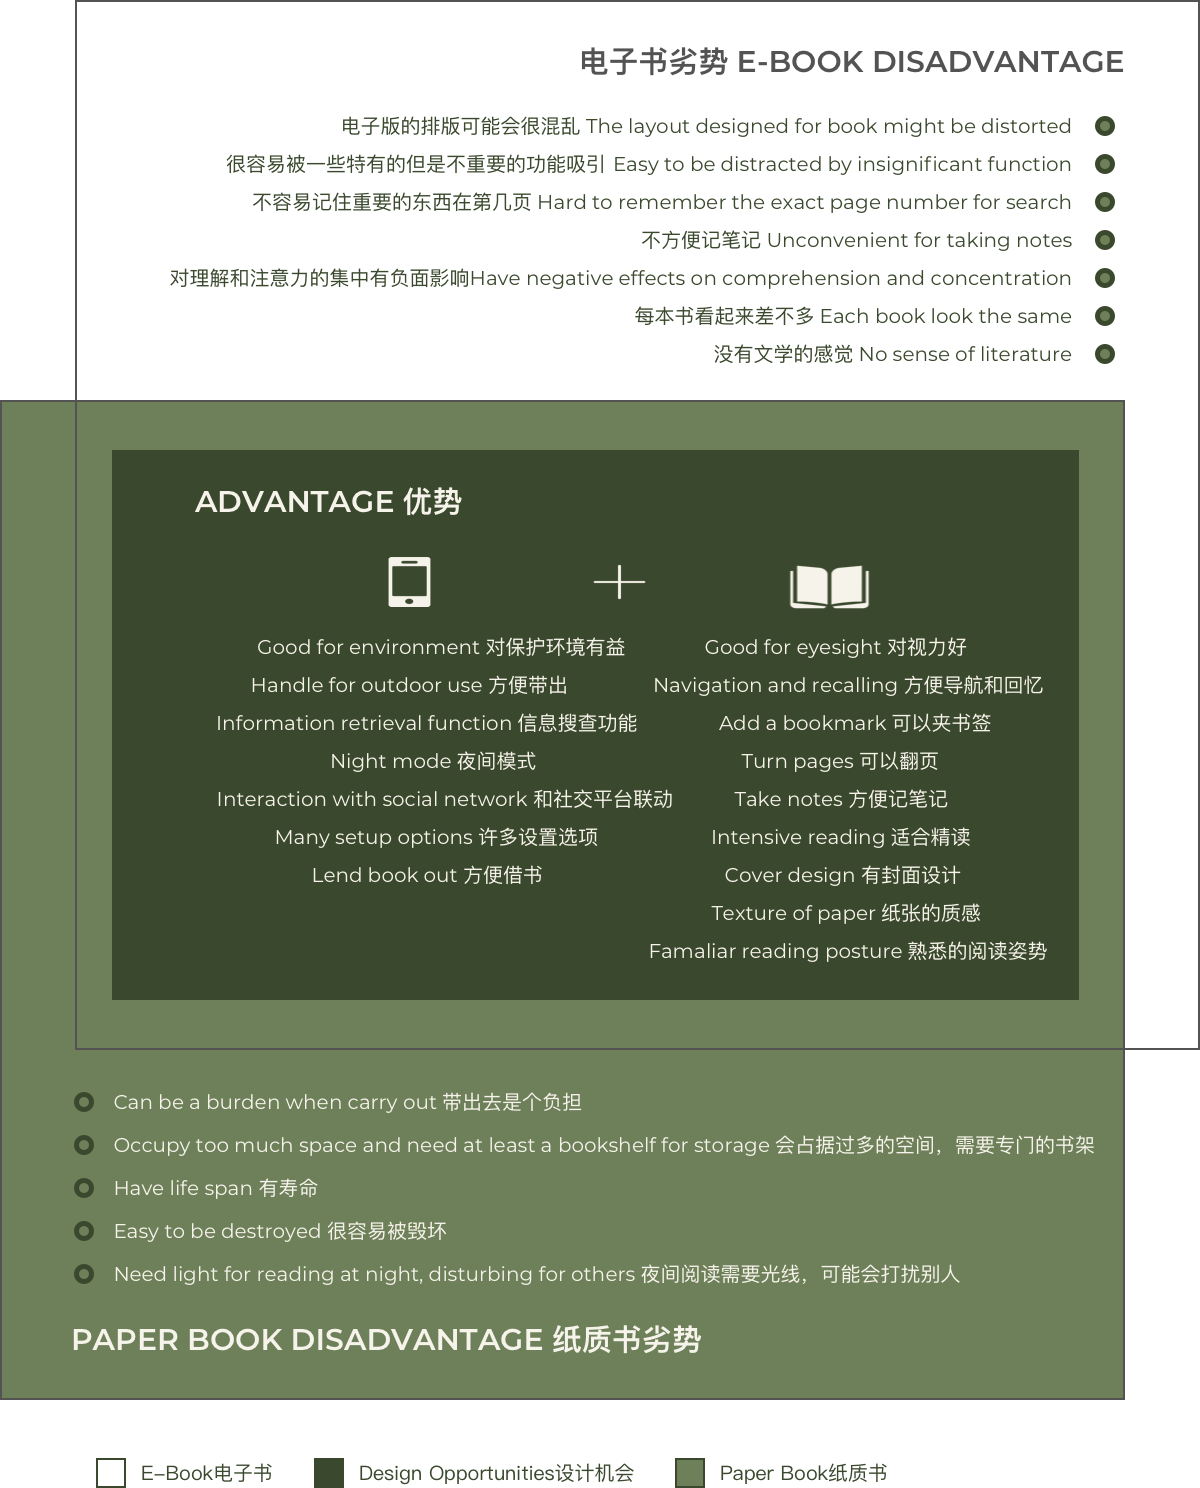 电子书劣势 E-BOOK DISADVANTAGE
电子版的排版可能会很混乱 The layout designed for book might be distorted
很容易被一些特有的但是不重要的功能吸引 Easy to be distracted by insignificant function
不容易记住重要的东西在第几页 Hard to remember the exact page number for search
不方便记笔记 Unconvenient for taking notes
对理解和注意力的集中有负面影响Have negative effects on comprehension and concentration
每本书看起来差不多 Each book look the same
没有文学的感觉 No sense of literature
ADVANTAGE 优势
Good for environment 对保护环境有益
Handle for outdoor use 方便带出
Information retrieval function 信息搜查功能
Night mode 夜间模式
Interaction with social network 和社交平台联动
Many setup options 许多设置选项
Lend book out 方便借书
Good for eyesight 对视力好
Navigation and recalling 方便导航和回忆
Add a bookmark 可以夹书签
Turn pages 可以翻页
Take notes 方便记笔记
Intensive reading 适合精读
Cover design 有封面设计
Texture of paper 纸张的质感
Famaliar reading posture 熟悉的阅读姿势
Can be a burden when carry out 带出去是个负担
Occupy too much space and need at least a bookshelf for storage 会占据过多的空间，需要专门的书架
Have life span 有寿命
Easy to be destroyed 很容易被毁坏
Need light for reading at night, disturbing for others 夜间阅读需要光线，可能会打扰别人
PAPER BOOK DISADVANTAGE 纸质书劣势
E-Book电子书
Design Opportunities设计机会
Paper Book纸质书